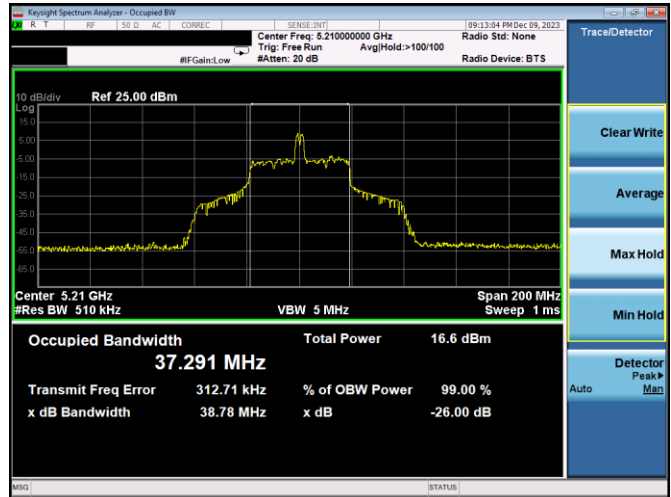 Keysight Spectrum Analyzer - Occupied BW
R T RF 50 Ω AC CORREC SENSE:INT 09:13:04 PM Dec 09, 2023
Center Freq: 5.210000000 GHz Radio Std: None
Trig: Free Run Avg|Hold:>100/100
#IFGain:Low #Atten: 20 dB Radio Device: BTS
10 dB/div Ref 25.00 dBm
Log
15.0
5.00
-5.00
-15.0
-25.0
-35.0
-45.0
-55.0
-65.0
Center 5.21 GHz Span 200 MHz
#Res BW 510 kHz VBW 5 MHz Sweep 1 ms
Occupied Bandwidth Total Power 16.6 dBm
37.291 MHz
Transmit Freq Error 312.71 kHz % of OBW Power 99.00 %
x dB Bandwidth 38.78 MHz x dB -26.00 dB
MSG STATUS
Trace/Detector
Clear Write
Average
Max Hold
Min Hold
Detector
Peak▶
Auto Man